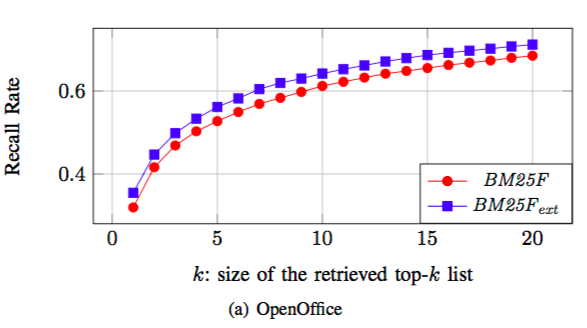 Recall Rate
0.6
0.4
BM25F
BM25F_ext
0 5 10 15 20
k: size of the retrieved top-k list
(a) OpenOffice